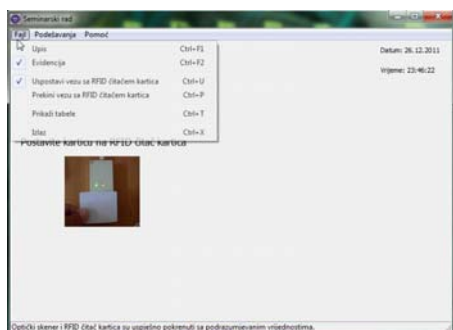 Seminarski rad
Fajl Podešavanja Pomoć
Upis Ctrl+F1
Evidencija Ctrl+F2
Uspostavi vezu sa RFID čitačem kartica Ctrl+U
Prekini vezu sa RFID čitačem kartica Ctrl+P
Prikaži tabele Ctrl+T
Izlaz Ctrl+X
Datum: 26.12.2011
Vrijeme: 23:46:22
Postavite karticu na RFID čitač kartica
Optički skener i RFID čitač kartica su uspješno pokrenuti sa podrazumjevanim vrijednostima.